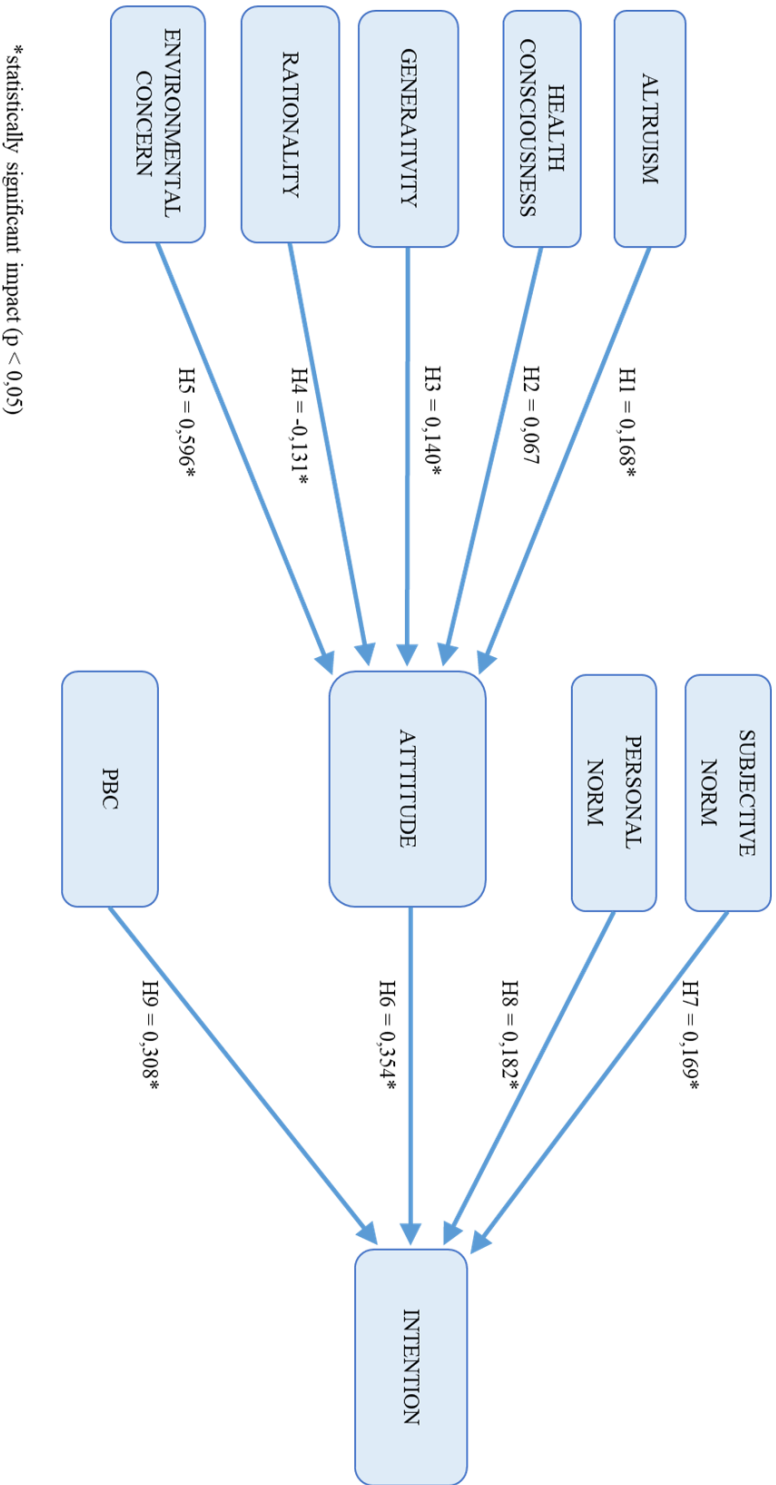 ALTRUISM
HEALTH
CONSCIOUSNESS
GENERATIVITY
RATIONALITY
ENVIRONMENTAL
CONCERN
H1 = 0,168*
H2 = 0,067
H3 = 0,140*
H4 = -0,131*
H5 = 0,596*
SUBJECTIVE
NORM
PERSONAL
NORM
ATTTITUDE
PBC
H7 = 0,169*
H8 = 0,182*
H6 = 0,354*
H9 = 0,308*
INTENTION
*statistically significant impact (p < 0,05)